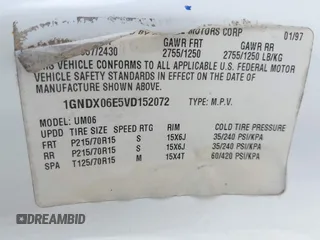 MOTORS CORP 01/97
GAWR FRT GAWR RR
2430 2755/1250 2755/1250 LB/KG
VEHICLE CONFORMS TO ALL APPLICABLE U.S. FEDERAL MOTOR
VEHICLE SAFETY STANDARDS IN EFFECT ON THE DATE OF
MANUFACTURE SHOWN ABOVE.
1GNDX06E5VD152072 TYPE: M.P.V.
MODEL: UM06
UPDD TIRE SIZE SPEED RTG RIM COLD TIRE PRESSURE
FRT P215/70R15 S 15X6J 35/240 PSI/KPA
RR P215/70R15 S 15X6J 35/240 PSI/KPA
SPA T125/70R15 M 15X4T 60/420 PSI/KPA
AUTOBIDMASTER